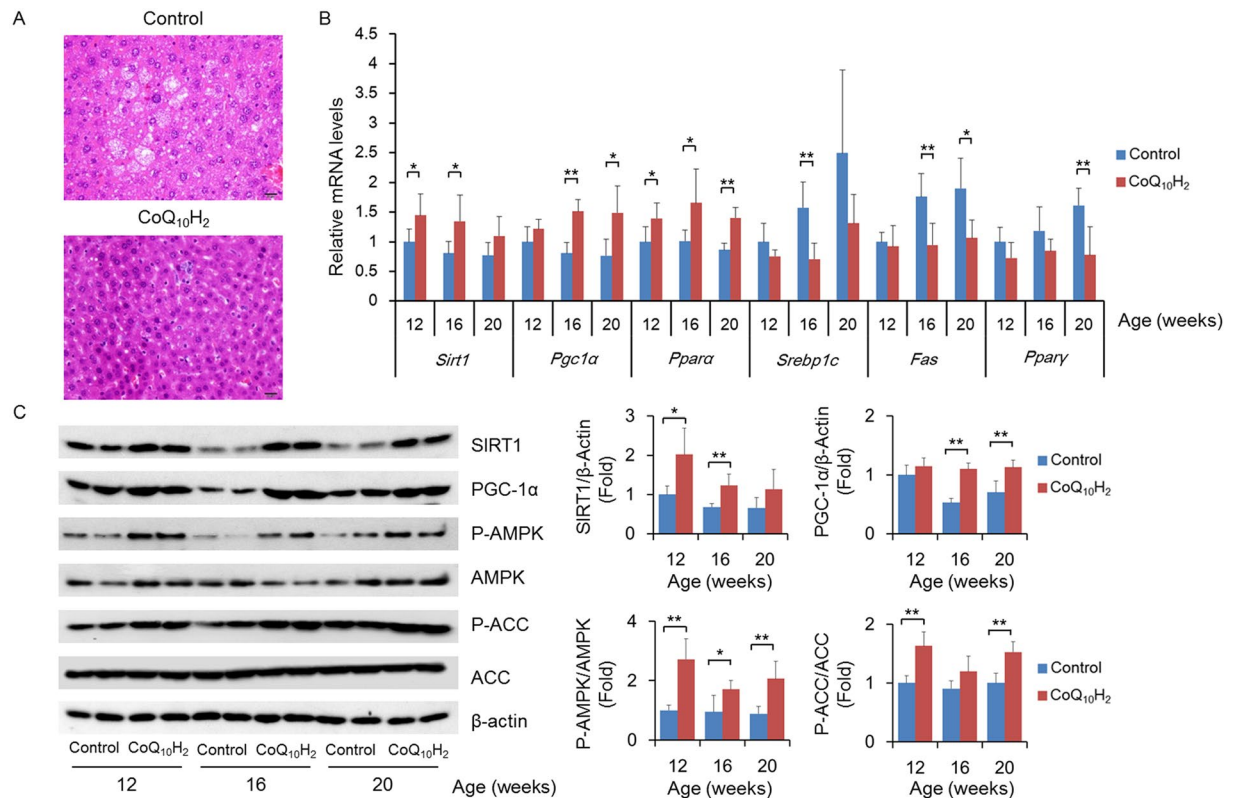 A
Control
CoQ₁₀H₂
B
Relative mRNA levels
4.5
4
3.5
3
2.5
2
1.5
1
0.5
0
* * ** * * * ** ** ** * **
Control
CoQ₁₀H₂
12 16 20 12 16 20 12 16 20 12 16 20 12 16 20 12 16 20 Age (weeks)
Sirt1 Pgc1α Pparα Srebp1c Fas Pparγ
C
SIRT1
PGC-1α
P-AMPK
AMPK
P-ACC
ACC
β-actin
Control CoQ₁₀H₂ Control CoQ₁₀H₂ Control CoQ₁₀H₂
12 16 20 Age (weeks)
SIRT1/β-Actin
(Fold)
3
2
1
0
* **
12 16 20
Age (weeks)
PGC-1α/β-Actin
(Fold)
2
1
0
** **
12 16 20
Age (weeks)
Control
CoQ₁₀H₂
P-AMPK/AMPK
(Fold)
4
2
0
** * **
12 16 20
Age (weeks)
P-ACC/ACC
(Fold)
2
1
0
** **
12 16 20
Age (weeks)
Control
CoQ₁₀H₂